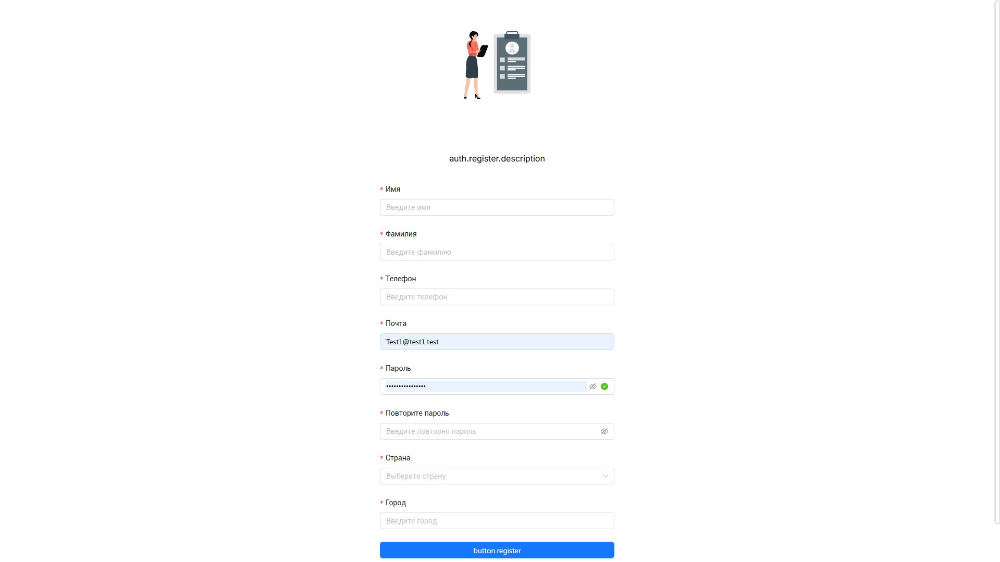 auth.register.description
* Имя
Введите имя
* Фамилия
Введите фамилию
* Телефон
Введите телефон
* Почта
Test1@test1.test
* Пароль
••••••••••••••••
* Повторите пароль
Введите повторно пароль
* Страна
Выберите страну
* Город
Введите город
button.register